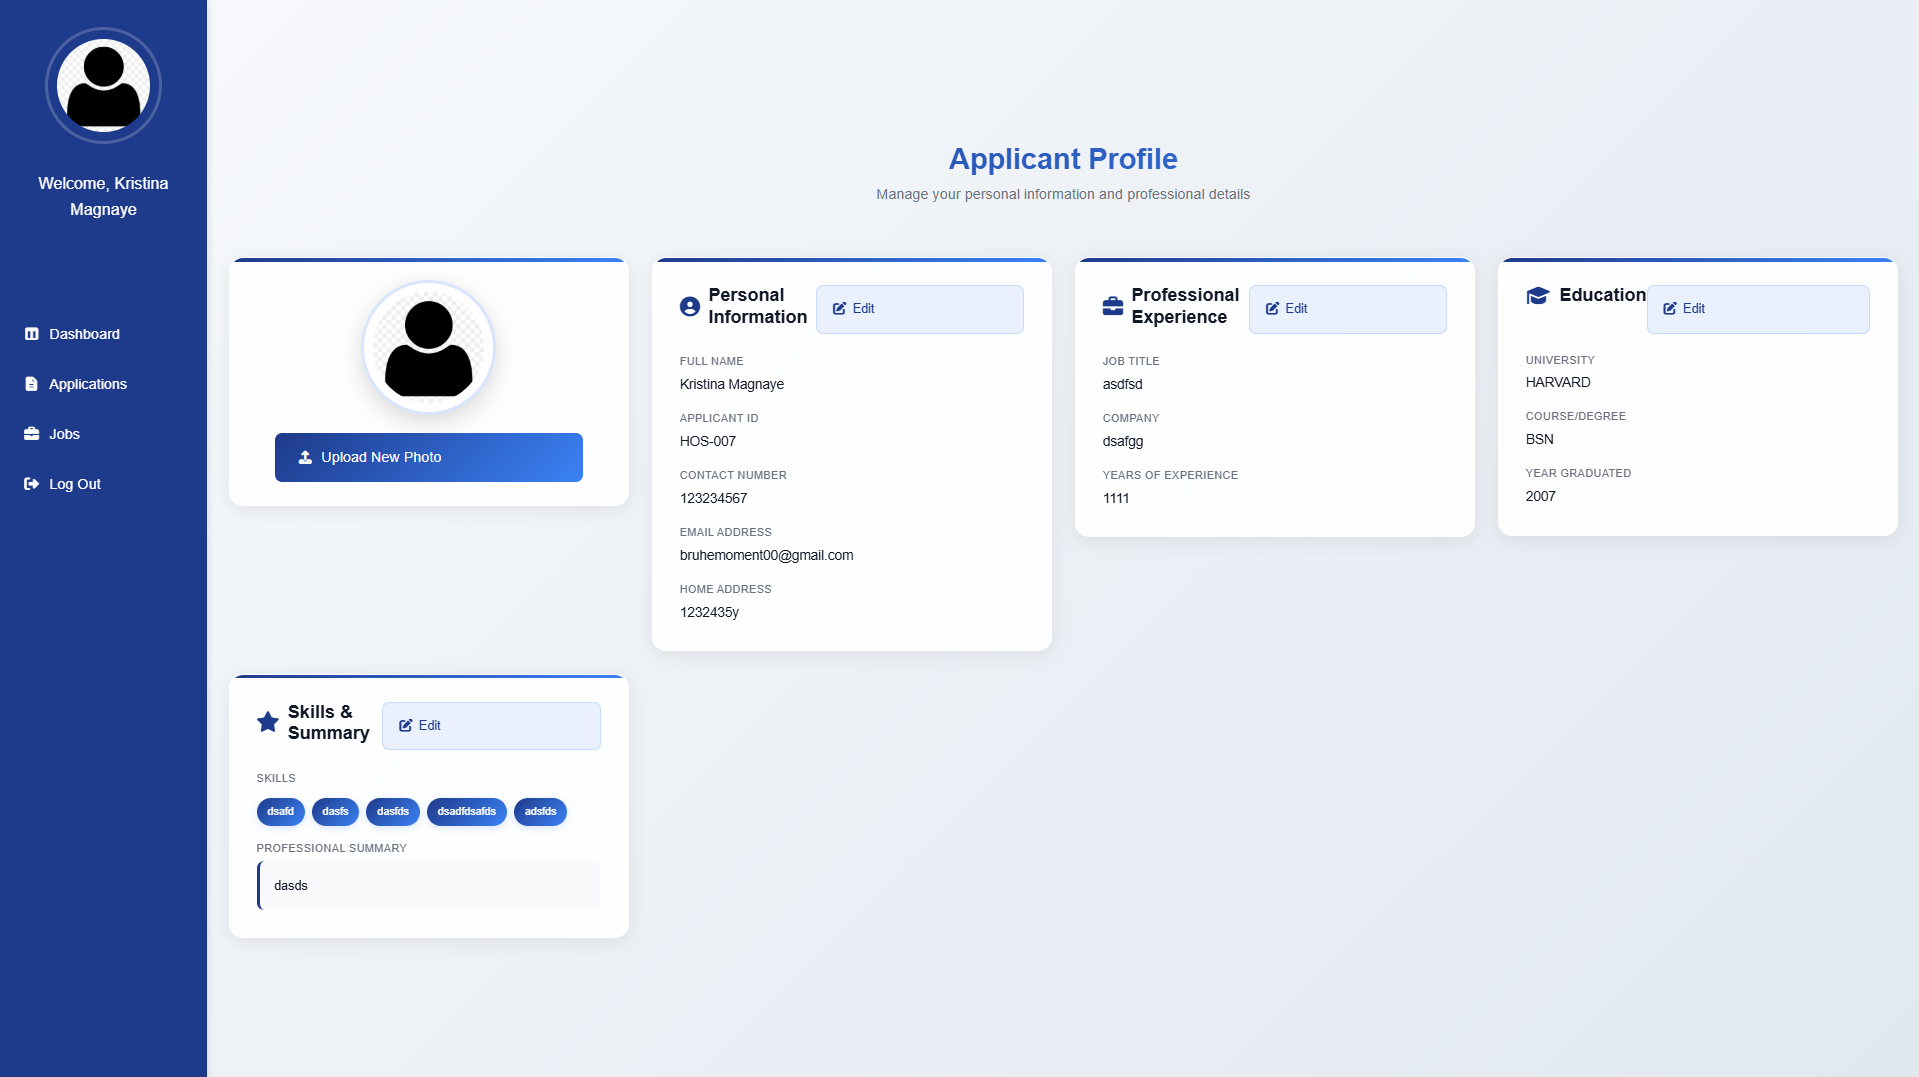 Welcome, Kristina
Magnaye
Dashboard
Applications
Jobs
Log Out
Applicant Profile
Manage your personal information and professional details
Upload New Photo
Personal
Information
Edit
FULL NAME
Kristina Magnaye
APPLICANT ID
HOS-007
CONTACT NUMBER
123234567
EMAIL ADDRESS
bruhemoment00@gmail.com
HOME ADDRESS
1232435y
Professional
Experience
Edit
JOB TITLE
asdfsd
COMPANY
dsafgg
YEARS OF EXPERIENCE
1111
Education
Edit
UNIVERSITY
HARVARD
COURSE/DEGREE
BSN
YEAR GRADUATED
2007
Skills &
Summary
Edit
SKILLS
dsafd dasfs dasfds dsadfdsafds adsfds
PROFESSIONAL SUMMARY
dasds